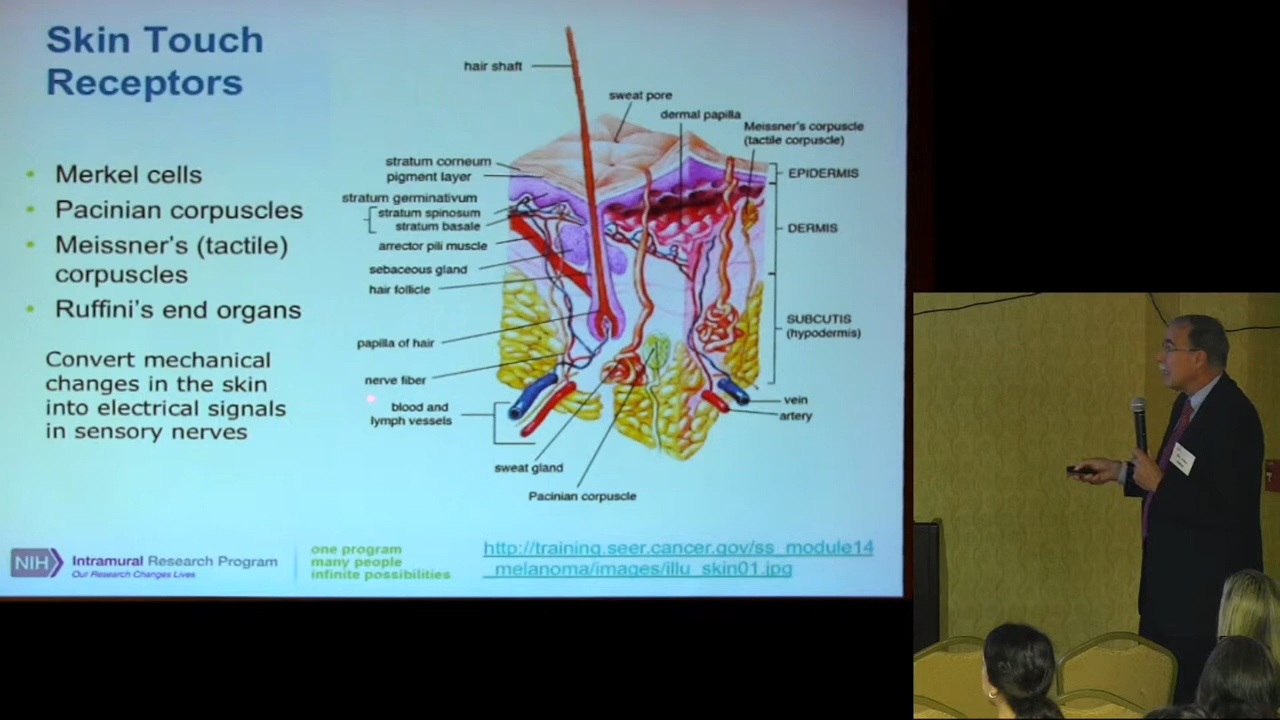 Skin Touch
Receptors
• Merkel cells
• Pacinian corpuscles
• Meissner's (tactile)
corpuscles
• Ruffini's end organs
Convert mechanical
changes in the skin
into electrical signals
in sensory nerves
hair shaft
sweat pore
dermal papilla
Meissner's corpuscle
(tactile corpuscle)
stratum corneum
pigment layer
stratum germinativum
stratum spinosum
stratum basale
arrector pili muscle
sebaceous gland
hair follicle
papilla of hair
nerve fiber
blood and
lymph vessels
sweat gland
Pacinian corpuscle
EPIDERMIS
DERMIS
SUBCUTIS
(hypodermis)
vein
artery
NIH
Intramural Research Program
Our Research Changes Lives
one program
many people
infinite possibilities
http://training.seer.cancer.gov/ss_module14
_melanoma/images/illu_skin01.jpg